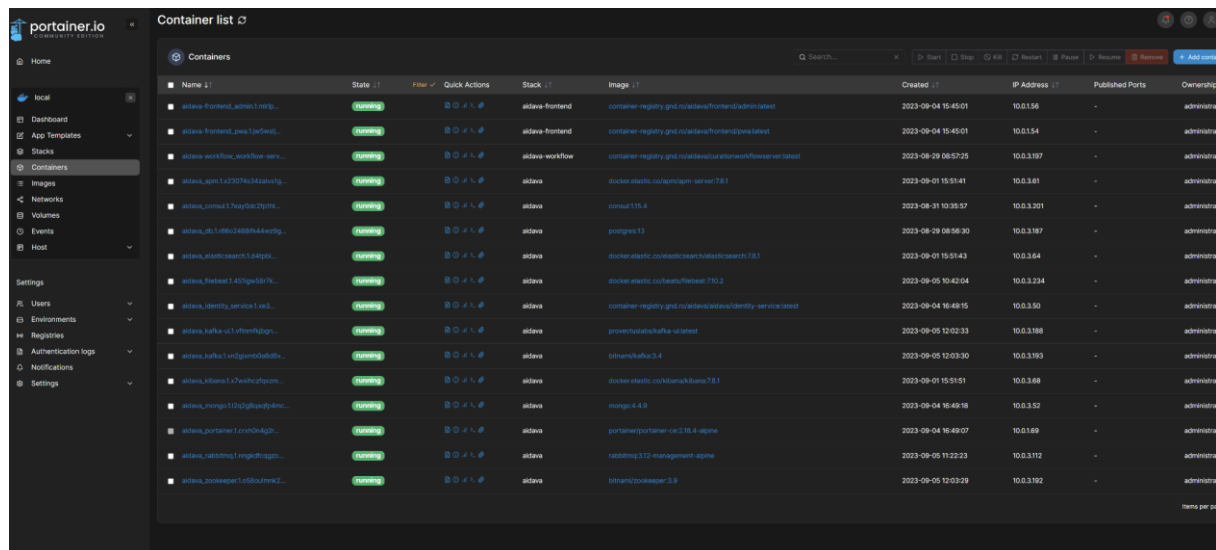 portainer.io
COMMUNITY EDITION
«
Home
local
Dashboard
App Templates
Stacks
Containers
Images
Networks
Volumes
Events
Host
Settings
Users
Environments
Registries
Authentication logs
Notifications
Settings
Container list
Containers
Search...
Start Stop Kill Restart Pause Resume Remove + Add conta
Name State Filter Quick Actions Stack Image Created IP Address Published Ports Ownership
running aidava-frontend container-registry.gnd.ro/aidava/frontend/admin:latest 2023-09-04 15:45:01 10.0.1.56 - administra
running aidava-frontend container-registry.gnd.ro/aidava/frontend/pwa:latest 2023-09-04 15:45:01 10.0.1.54 - administra
aidava-workflow_workflow-serv... running aidava-workflow container-registry.gnd.ro/aidava/curationworkflowserver:latest 2023-08-29 08:57:25 10.0.3.197 - administra
running aidava docker.elastic.co/apm/apm-server:7.8.1 2023-09-01 15:51:41 10.0.3.61 - administra
running aidava consul:1.15.4 2023-08-31 10:35:57 10.0.3.201 - administra
running aidava postgres:13 2023-08-29 08:56:30 10.0.3.187 - administra
running aidava docker.elastic.co/elasticsearch/elasticsearch:7.8.1 2023-09-01 15:51:43 10.0.3.64 - administra
running aidava docker.elastic.co/beats/filebeat:7.10.2 2023-09-05 10:42:04 10.0.3.234 - administra
running aidava container-registry.gnd.ro/aidava/aidava/identity-service:latest 2023-09-04 16:49:15 10.0.3.50 - administra
running aidava provectuslabs/kafka-ui:latest 2023-09-05 12:02:33 10.0.3.188 - administra
running aidava bitnami/kafka:3.4 2023-09-05 12:03:30 10.0.3.193 - administra
running aidava docker.elastic.co/kibana/kibana:7.8.1 2023-09-01 15:51:51 10.0.3.68 - administra
running aidava mongo:4.4.9 2023-09-04 16:49:18 10.0.3.52 - administra
running aidava portainer/portainer-ce:2.18.4-alpine 2023-09-04 16:49:07 10.0.1.69 - administra
running aidava rabbitmq:3.12-management-alpine 2023-09-05 11:22:23 10.0.3.112 - administra
running aidava bitnami/zookeeper:3.9 2023-09-05 12:03:29 10.0.3.192 - administra
Items per pa